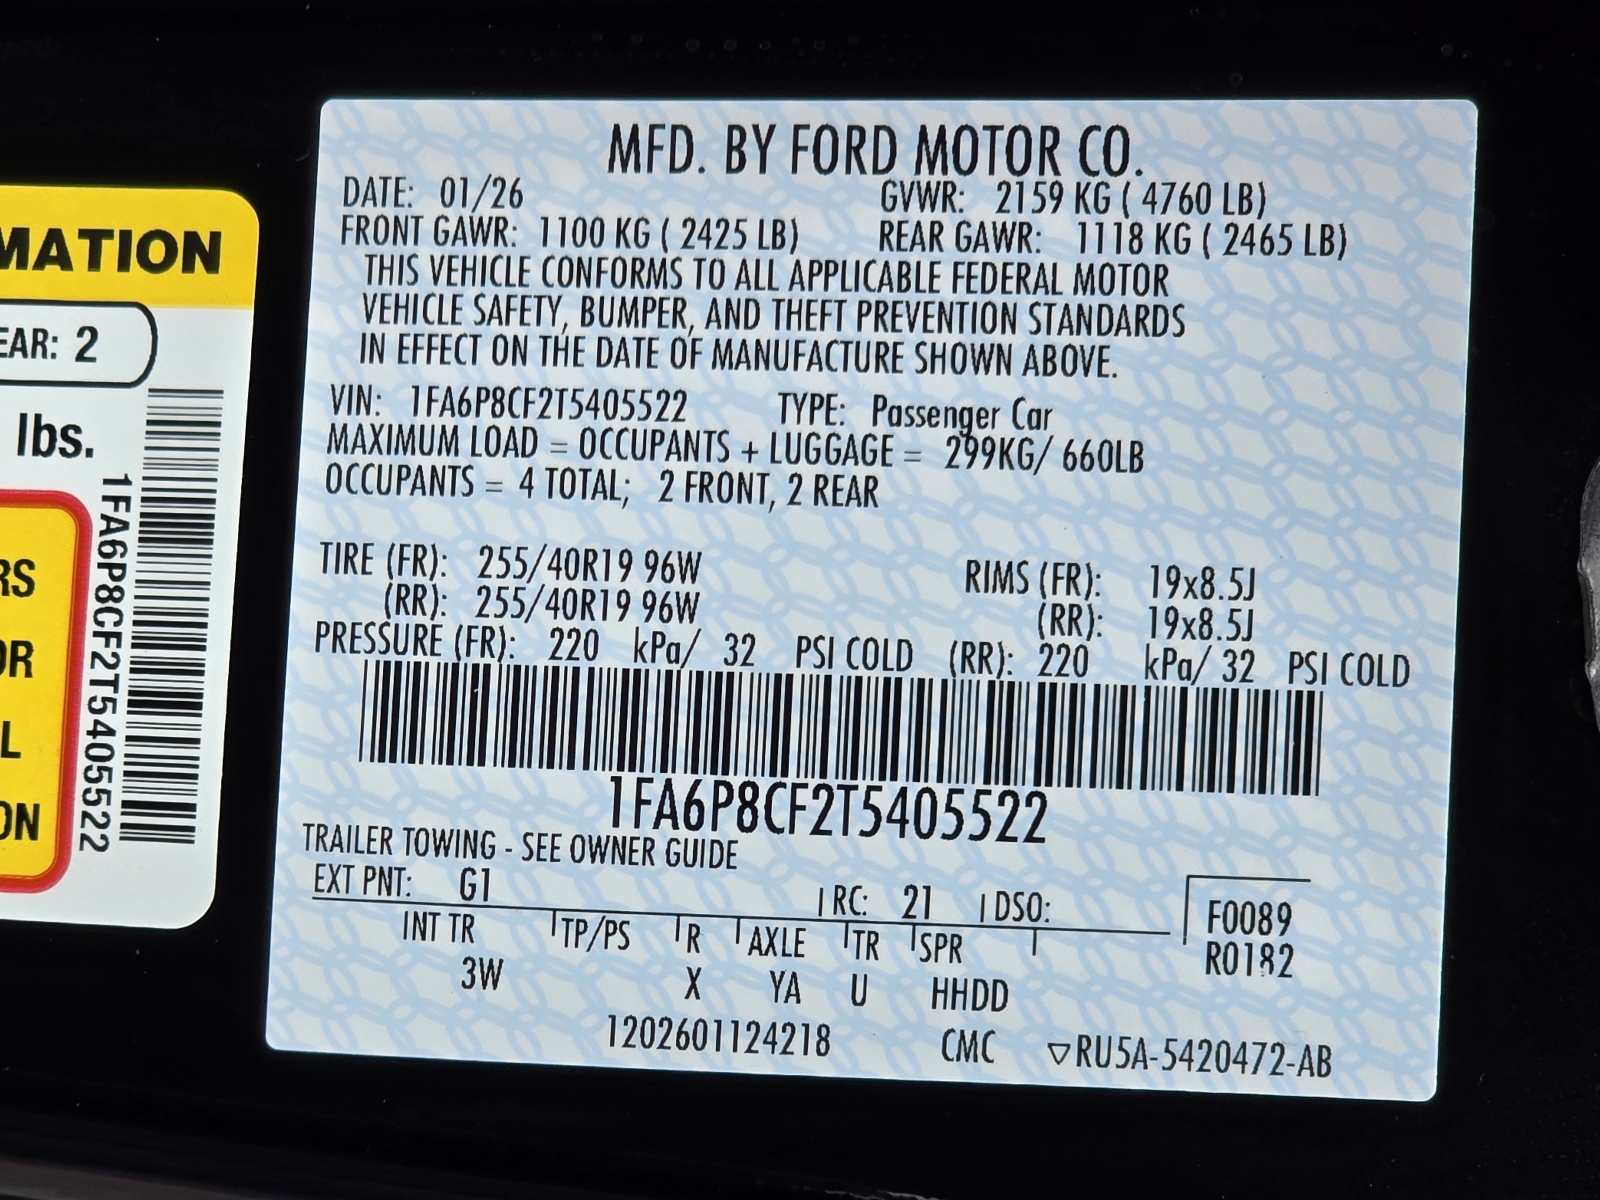 MATION
EAR: 2
lbs.
RS
OR
L
ON
1FA6P8CF2T5405522
MFD. BY FORD MOTOR CO.
DATE: 01/26 GVWR: 2159 KG ( 4760 LB)
FRONT GAWR: 1100 KG ( 2425 LB) REAR GAWR: 1118 KG ( 2465 LB)
THIS VEHICLE CONFORMS TO ALL APPLICABLE FEDERAL MOTOR
VEHICLE SAFETY, BUMPER, AND THEFT PREVENTION STANDARDS
IN EFFECT ON THE DATE OF MANUFACTURE SHOWN ABOVE.
VIN: 1FA6P8CF2T5405522 TYPE: Passenger Car
MAXIMUM LOAD = OCCUPANTS + LUGGAGE = 299KG/ 660LB
OCCUPANTS = 4 TOTAL; 2 FRONT, 2 REAR
TIRE (FR): 255/40R19 96W RIMS (FR): 19x8.5J
(RR): 255/40R19 96W (RR): 19x8.5J
PRESSURE (FR): 220 kPa/ 32 PSI COLD (RR): 220 kPa/ 32 PSI COLD
1FA6P8CF2T5405522
TRAILER TOWING - SEE OWNER GUIDE
EXT PNT: G1 RC: 21 DSO: F0089
INT TR TP/PS R AXLE TR SPR R0182
3W X YA U HHDD
1202601124218 CMC ▽RU5A-5420472-AB